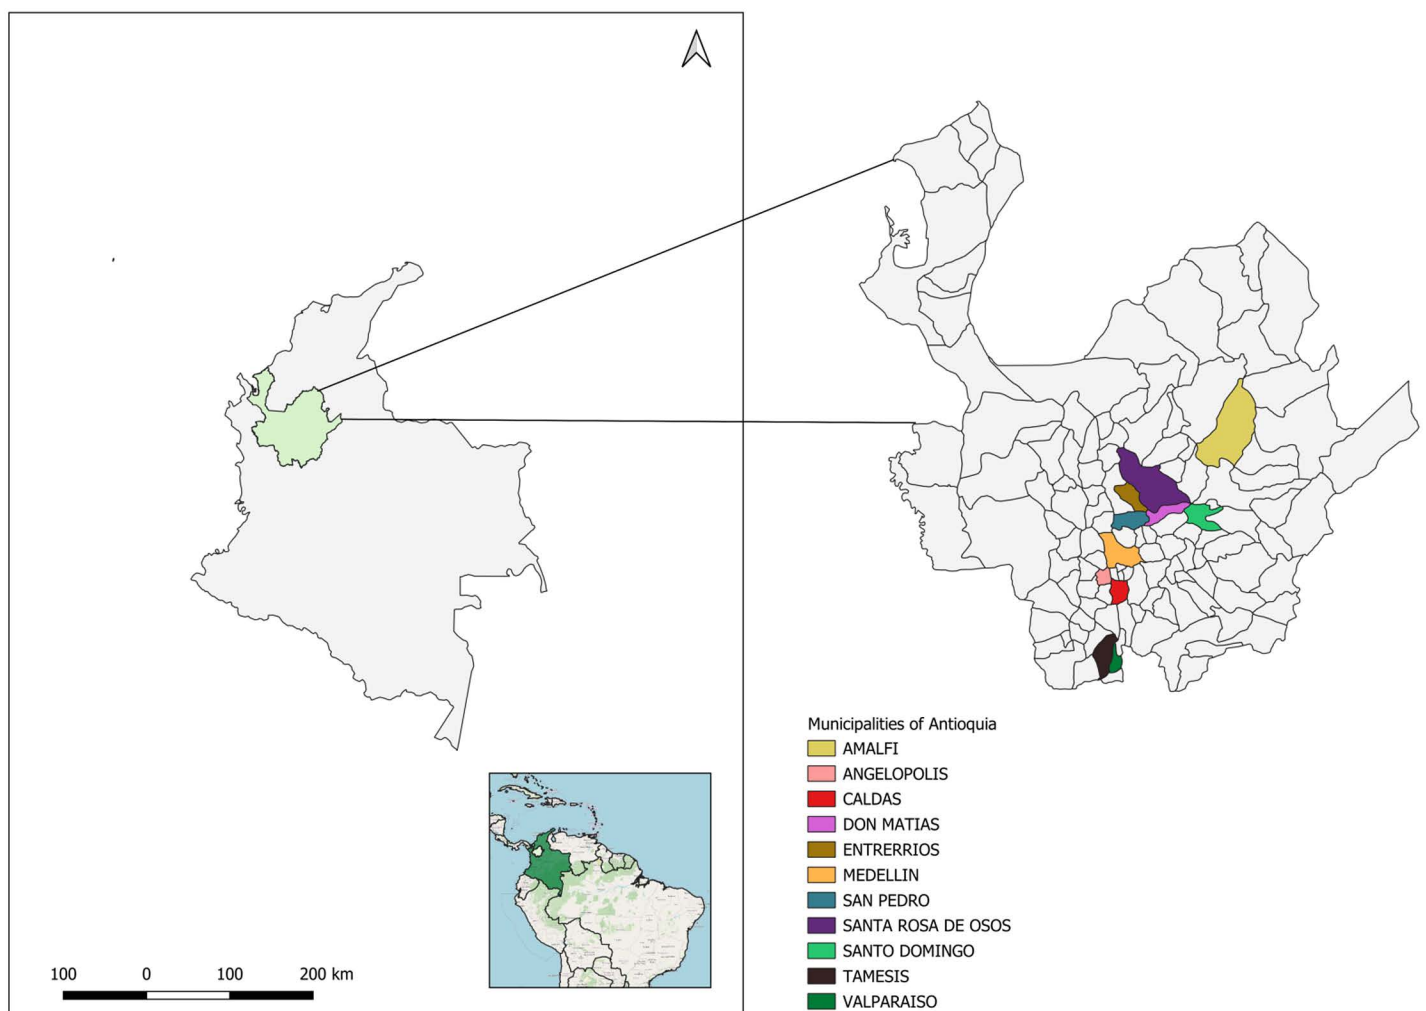 Municipalities of Antioquia
AMALFI
ANGELOPOLIS
CALDAS
DON MATIAS
ENTRERRIOS
MEDELLIN
SAN PEDRO
SANTA ROSA DE OSOS
SANTO DOMINGO
TAMESIS
VALPARAISO
100 0 100 200 km